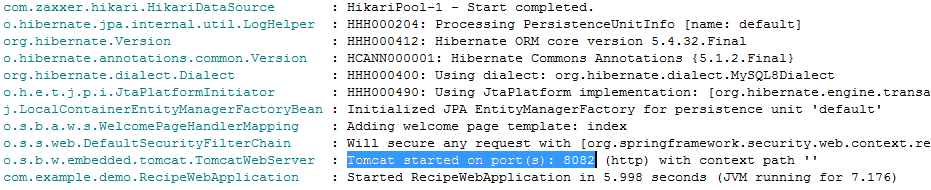 com.zaxxer.hikari.HikariDataSource : HikariPool-1 - Start completed.
o.hibernate.jpa.internal.util.LogHelper : HHH000204: Processing PersistenceUnitInfo [name: default]
org.hibernate.Version : HHH000412: Hibernate ORM core version 5.4.32.Final
o.hibernate.annotations.common.Version : HCANN000001: Hibernate Commons Annotations {5.1.2.Final}
org.hibernate.dialect.Dialect : HHH000400: Using dialect: org.hibernate.dialect.MySQL8Dialect
o.h.e.t.j.p.i.JtaPlatformInitiator : HHH000490: Using JtaPlatform implementation: [org.hibernate.engine.transa
j.LocalContainerEntityManagerFactoryBean : Initialized JPA EntityManagerFactory for persistence unit 'default'
o.s.b.a.w.s.WelcomePageHandlerMapping : Adding welcome page template: index
o.s.s.web.DefaultSecurityFilterChain : Will secure any request with [org.springframework.security.web.context.re
o.s.b.w.embedded.tomcat.TomcatWebServer : Tomcat started on port(s): 8082 (http) with context path ''
com.example.demo.RecipeWebApplication : Started RecipeWebApplication in 5.998 seconds (JVM running for 7.176)